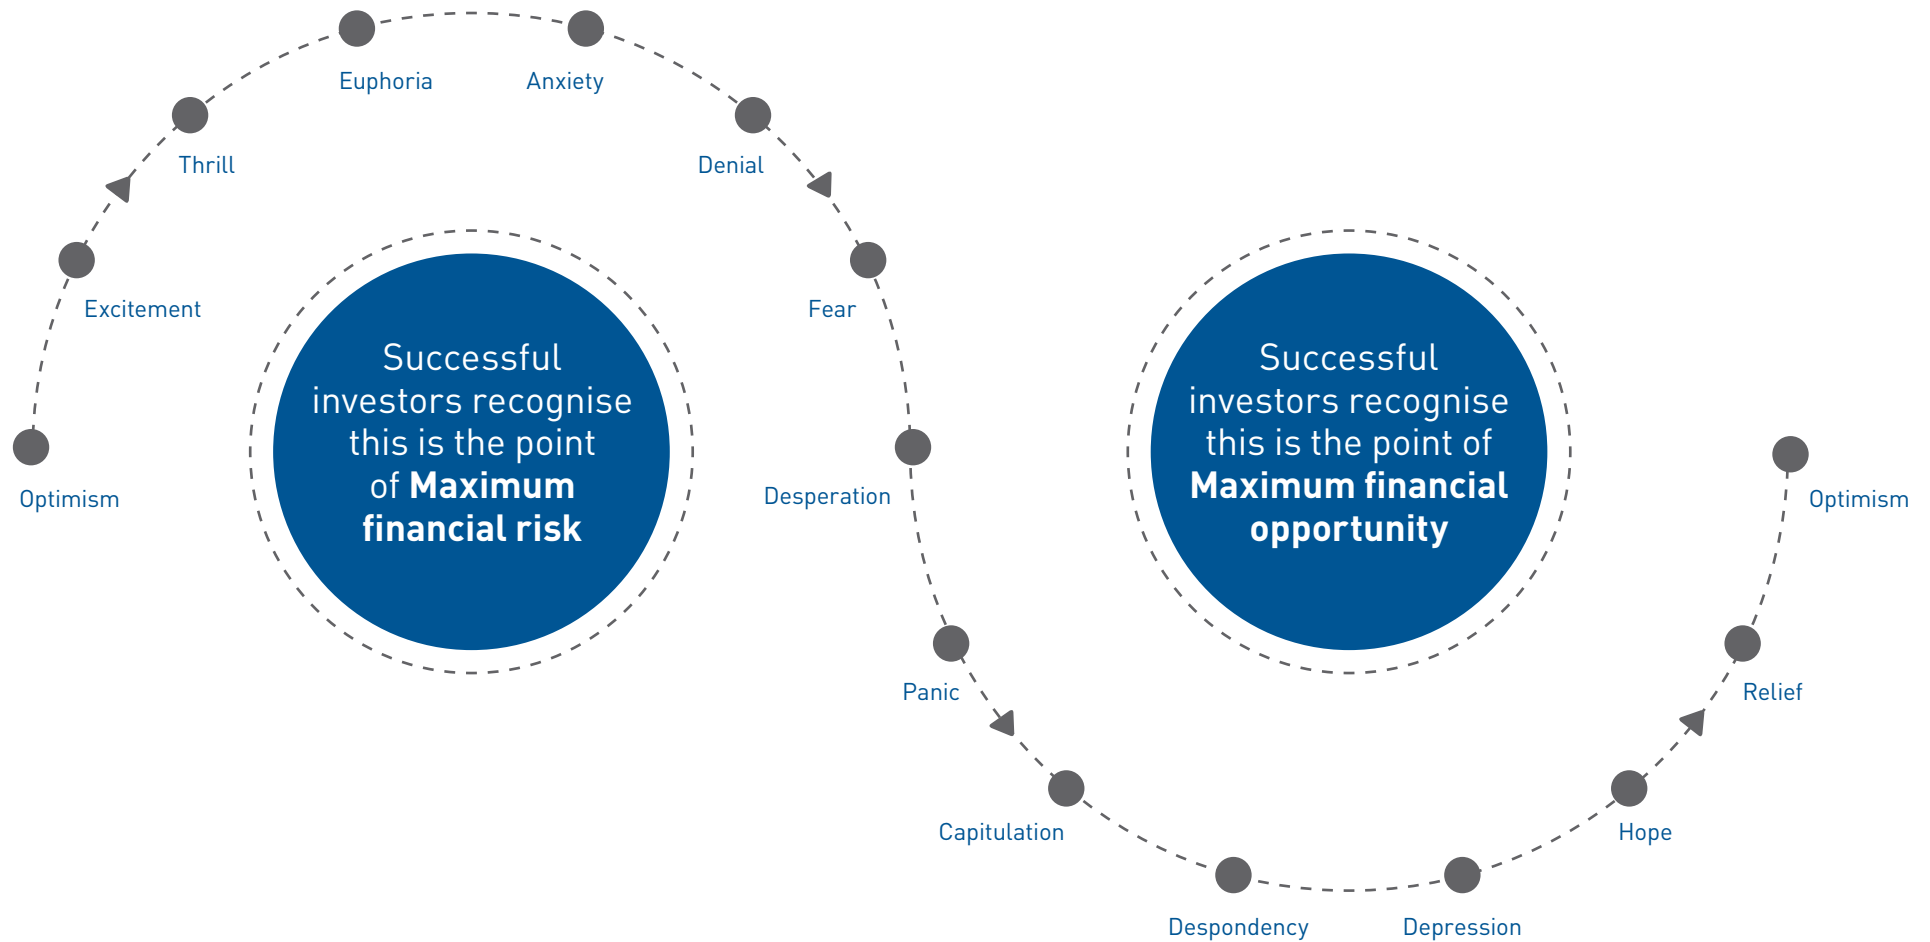 Euphoria
Anxiety
Thrill
Denial
Excitement
Fear
Successful
investors recognise
this is the point
of Maximum
financial risk
Successful
investors recognise
this is the point of
Maximum financial
opportunity
Optimism
Desperation
Optimism
Panic
Relief
Capitulation
Hope
Despondency
Depression